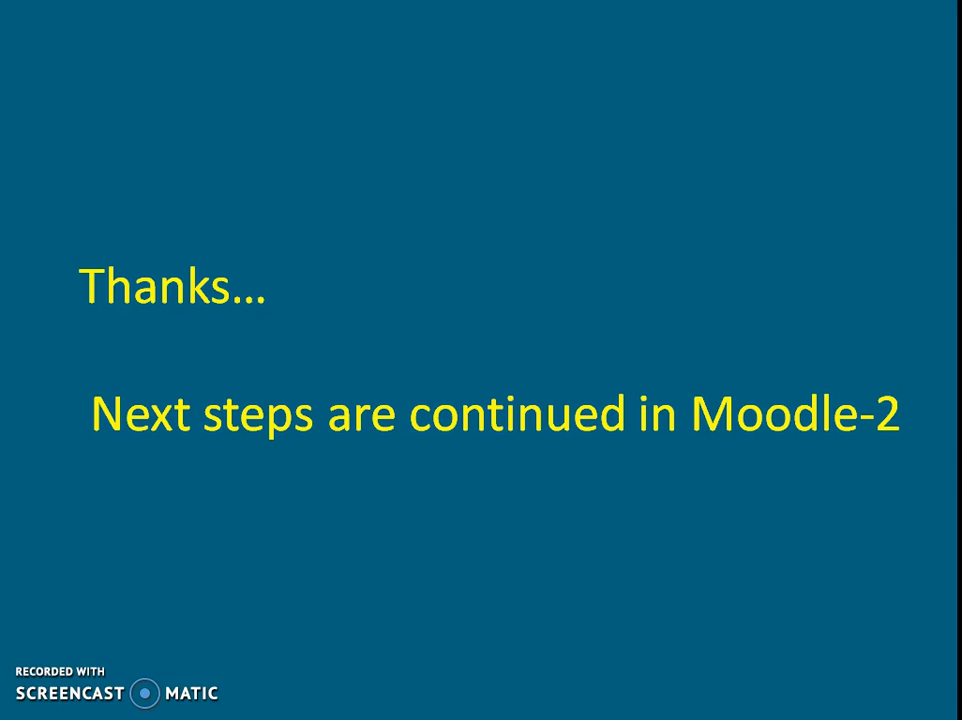 Thanks...
Next steps are continued in Moodle-2
RECORDED WITH
SCREENCAST MATIC